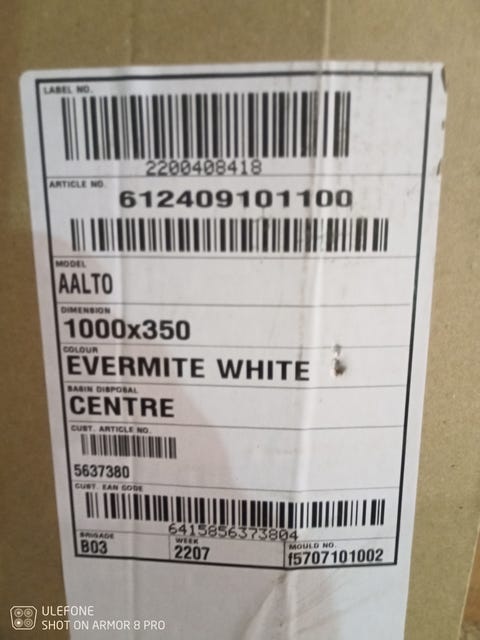 LABEL NO.
2200408418
ARTICLE NO.
612409101100
MODEL
AALTO
DIMENSION
1000x350
COLOUR
EVERMITE WHITE
BASIN DISPOSAL
CENTRE
CUST. ARTICLE NO.
5637380
CUST. EAN CODE
6415856373804
BRIGADE WEEK MOULD NO.
B03 2207 f5707101002
ULEFONE
SHOT ON ARMOR 8 PRO